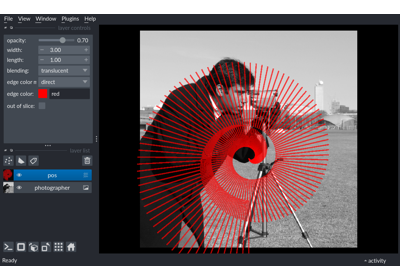 File View Window Plugins Help
layer controls
opacity: 0.70
width: 3.00
length: 1.00
blending: translucent
edge color m direct
edge color: red
out of slice:
layer list
pos
photographer
Ready
activity